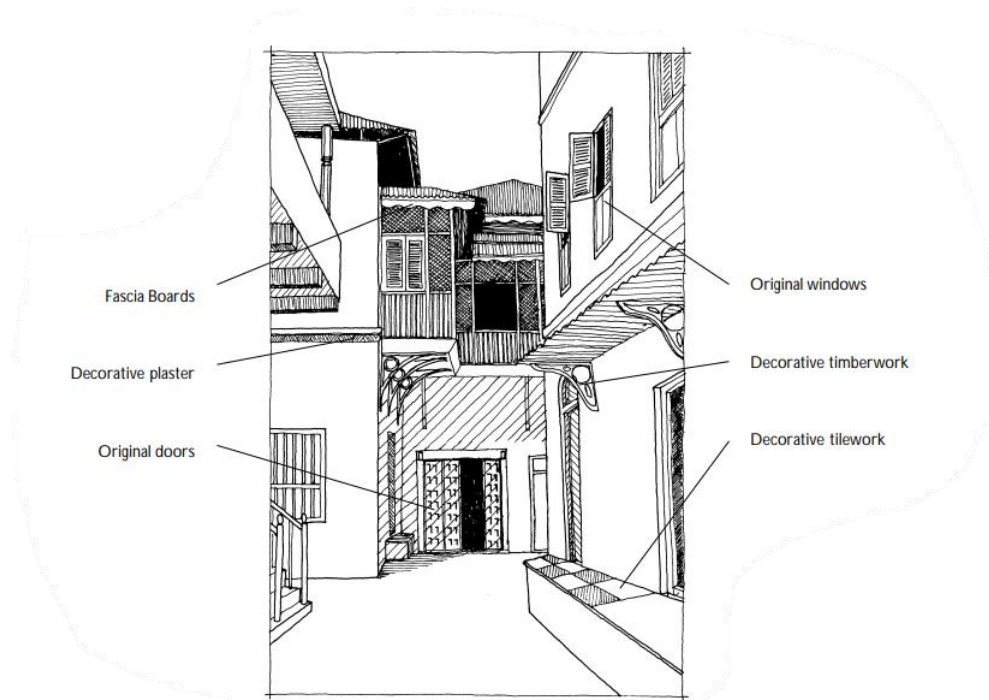 Fascia Boards
Decorative plaster
Original doors
Original windows
Decorative timberwork
Decorative tilework